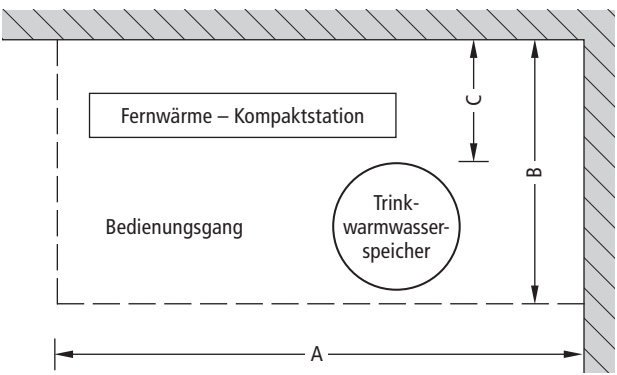 Fernwärme – Kompaktstation
C
B
Trink-
warmwasser-
speicher
Bedienungsgang
A